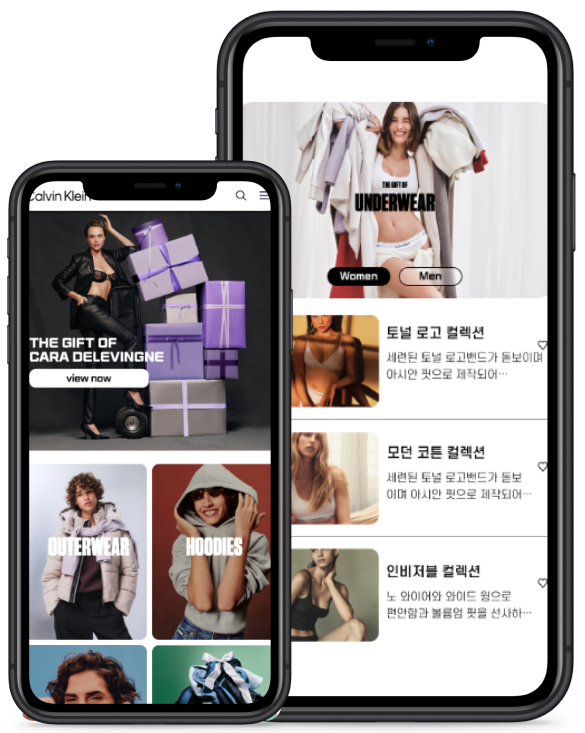 Calvin Klein
THE GIFT OF
CARA DELEVINGNE
view now
OUTERWEAR
HOODIES
THE GIFT OF
UNDERWEAR
Women
Men
토널 로고 컬렉션
세련된 토널 로고밴드가 돋보이며
아시안 핏으로 제작되어…
모던 코튼 컬렉션
세련된 토널 로고밴드가 돋보
이며 아시안 핏으로 제작되어…
인비저블 컬렉션
노 와이어와 와이드 윙으로
편안함과 볼륨업 핏을 선사하…